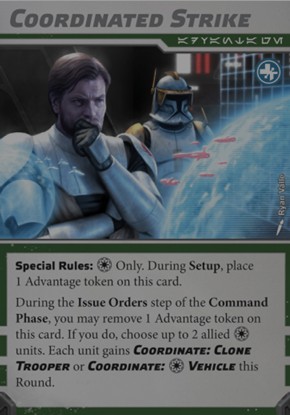 COORDINATED STRIKE
Ryan Valle
Special Rules: Only. During Setup, place
1 Advantage token on this card.
During the Issue Orders step of the Command
Phase, you may remove 1 Advantage token on
this card. If you do, choose up to 2 allied
units. Each unit gains COORDINATE: CLONE
TROOPER or COORDINATE: VEHICLE this
Round.